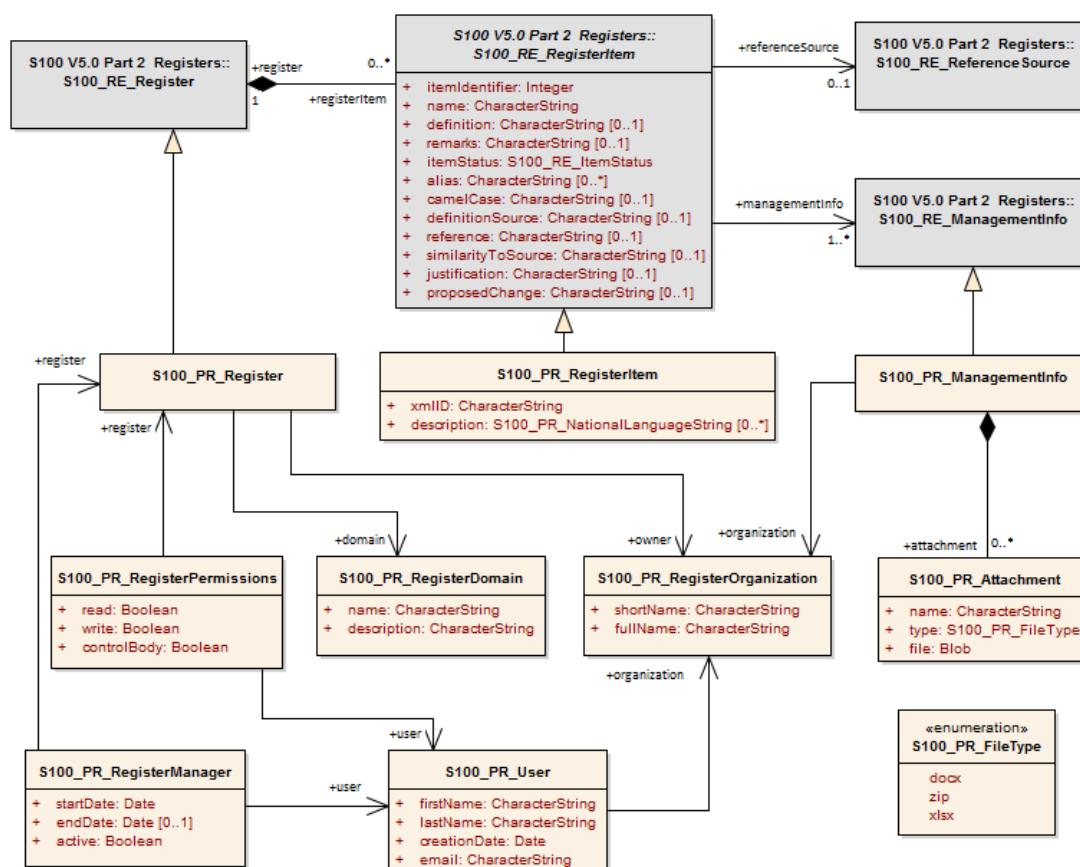 S100 V5.0 Part 2 Registers::
S100_RE_Register
+register
1
0..*
+registerItem
S100 V5.0 Part 2 Registers::
S100_RE_RegisterItem
+ itemIdentifier: Integer
+ name: CharacterString
+ definition: CharacterString [0..1]
+ remarks: CharacterString [0..1]
+ itemStatus: S100_RE_ItemStatus
+ alias: CharacterString [0..*]
+ camelCase: CharacterString [0..1]
+ definitionSource: CharacterString [0..1]
+ reference: CharacterString [0..1]
+ similarityToSource: CharacterString [0..1]
+ justification: CharacterString [0..1]
+ proposedChange: CharacterString [0..1]
+referenceSource
0..1
S100 V5.0 Part 2 Registers::
S100_RE_ReferenceSource
+managementInfo
1..*
S100 V5.0 Part 2 Registers::
S100_RE_ManagementInfo
+register
S100_PR_Register
+register
S100_PR_RegisterItem
+ xmlID: CharacterString
+ description: S100_PR_NationalLanguageString [0..*]
S100_PR_ManagementInfo
+domain
+owner
+organization
+attachment
0..*
S100_PR_RegisterPermissions
+ read: Boolean
+ write: Boolean
+ controlBody: Boolean
S100_PR_RegisterDomain
+ name: CharacterString
+ description: CharacterString
S100_PR_RegisterOrganization
+ shortName: CharacterString
+ fullName: CharacterString
S100_PR_Attachment
+ name: CharacterString
+ type: S100_PR_FileType
+ file: Blob
+organization
+user
S100_PR_RegisterManager
+ startDate: Date
+ endDate: Date [0..1]
+ active: Boolean
+user
S100_PR_User
+ firstName: CharacterString
+ lastName: CharacterString
+ creationDate: Date
+ email: CharacterString
«enumeration»
S100_PR_FileType
docx
zip
xlsx